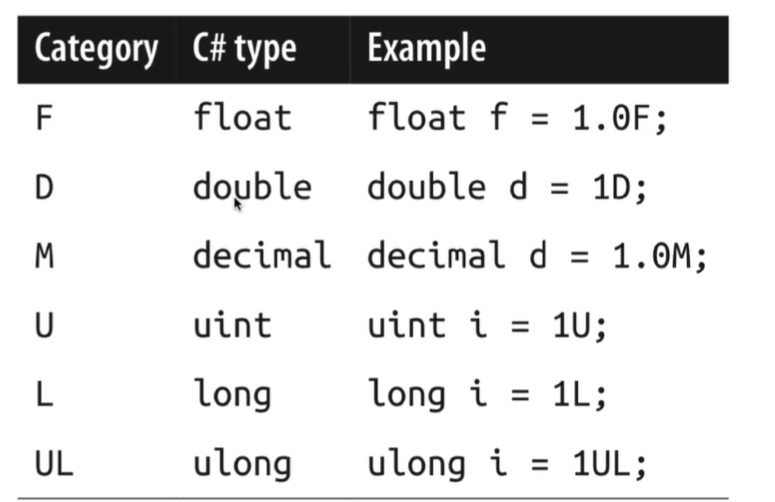 Category C# type Example
F float float f = 1.0F;
D double double d = 1D;
M decimal decimal d = 1.0M;
U uint uint i = 1U;
L long long i = 1L;
UL ulong ulong i = 1UL;